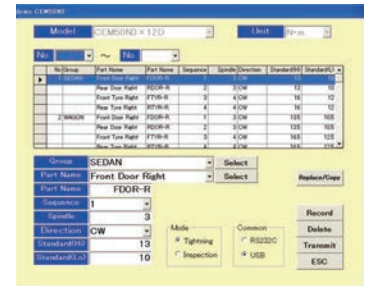 Model CEM50N3×12D Unit N・m
No ~ No
No Group Part Name Part Name Sequence Spindle Direction Standard(Hi) Standard(L
1 SEDAN Front Door Right FDOR-R 1 3 CW 13 10
Rear Door Right RDOR-R 2 3 CW 13 10
Front Tyre Right FTYR-R 3 4 CW 16 12
Rear Tyre Right RTYR-R 4 4 CW 16 12
2 WAGON Front Door Right FDOR-R 1 3 CW 135 105
Rear Door Right RDOR-R 2 3 CW 135 105
Front Tyre Right FTYR-R 3 4 CW 165 125
Group SEDAN Select
Part Name Front Door Right Select Replace/Copy
Part Name FDOR-R
Sequence 1
Spindle 3 Record
Direction CW Mode Common Delete
Standard(Hi) 13 Tightning RS232C Transmit
Standard(Lo) 10 Inspection USB ESC